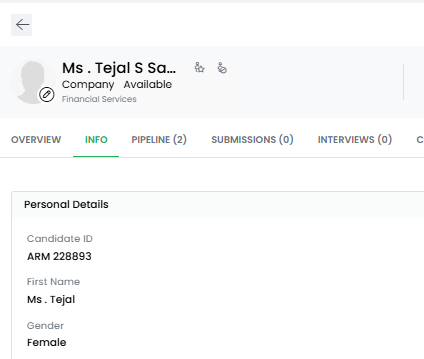 Ms . Tejal S Sa...
Company Available
Financial Services
OVERVIEW INFO PIPELINE (2) SUBMISSIONS (0) INTERVIEWS (0) C
Personal Details
Candidate ID
ARM 228893
First Name
Ms . Tejal
Gender
Female